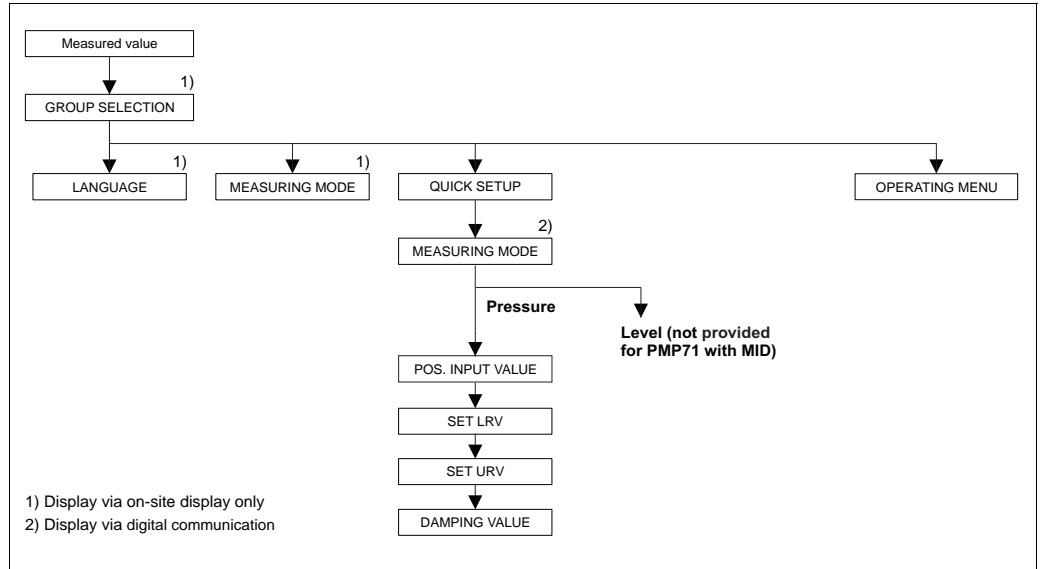 Measured value
1)
GROUP SELECTION
1)
1)
LANGUAGE
MEASURING MODE
QUICK SETUP
OPERATING MENU
2)
MEASURING MODE
Pressure
Level (not provided
for PMP71 with MID)
POS. INPUT VALUE
SET LRV
SET URV
DAMPING VALUE
1) Display via on-site display only
2) Display via digital communication